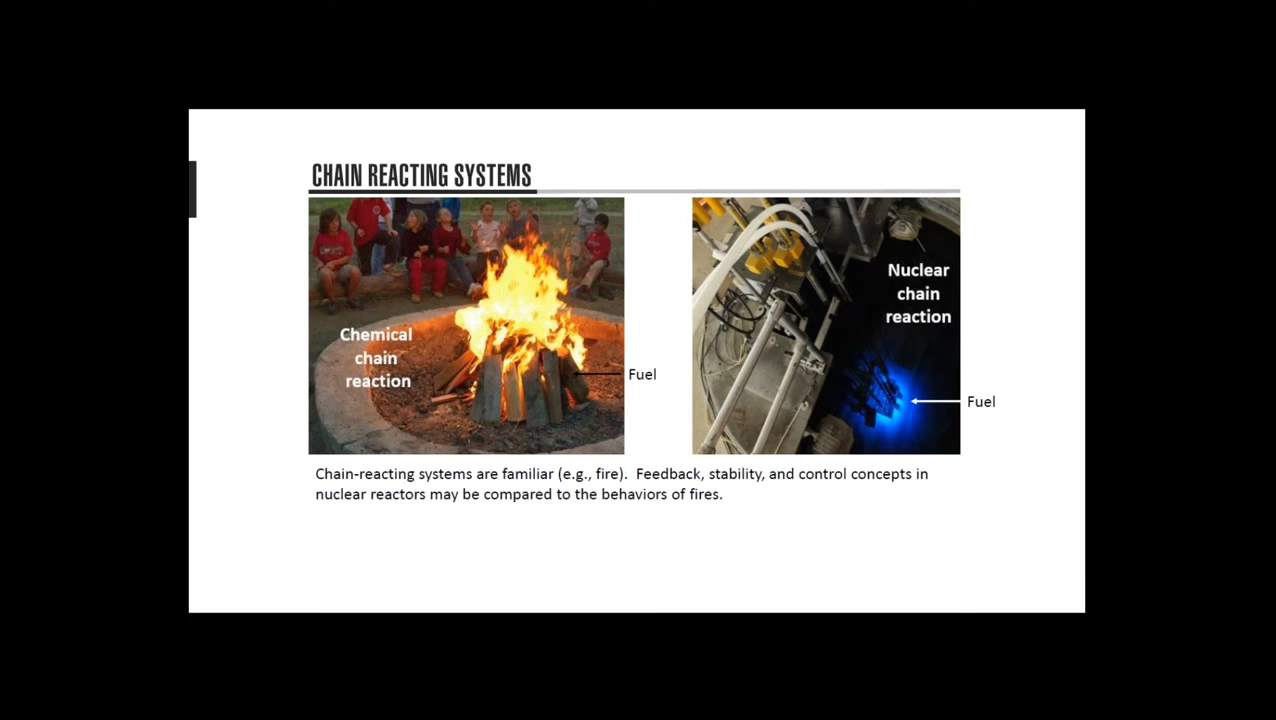 CHAIN REACTING SYSTEMS
Chemical
chain
reaction
Fuel
Nuclear
chain
reaction
Fuel
Chain-reacting systems are familiar (e.g., fire).  Feedback, stability, and control concepts in
nuclear reactors may be compared to the behaviors of fires.